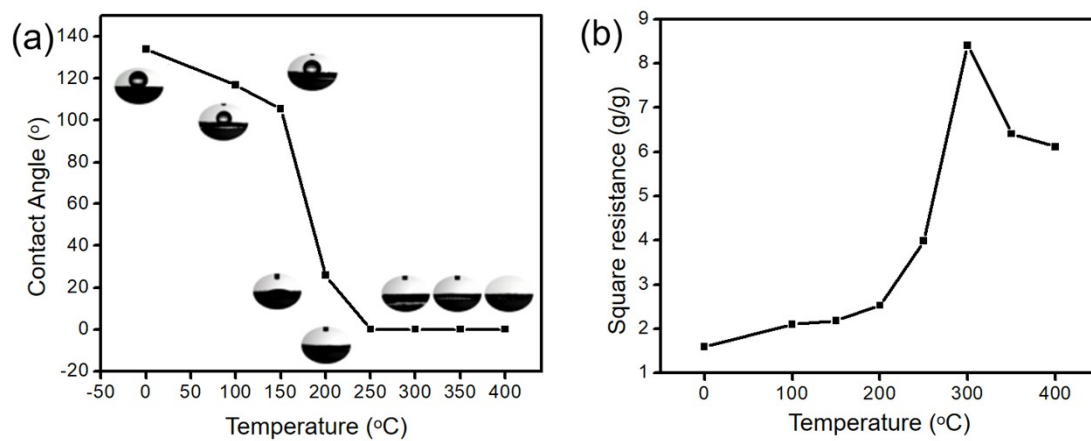 (a)
140
120
100
80
60
40
20
0
-20
Contact Angle (o)
-50 0 50 100 150 200 250 300 350 400
Temperature (oC)
(b)
9
8
7
6
5
4
3
2
1
Square resistance (g/g)
0 100 200 300 400
Temperature (oC)